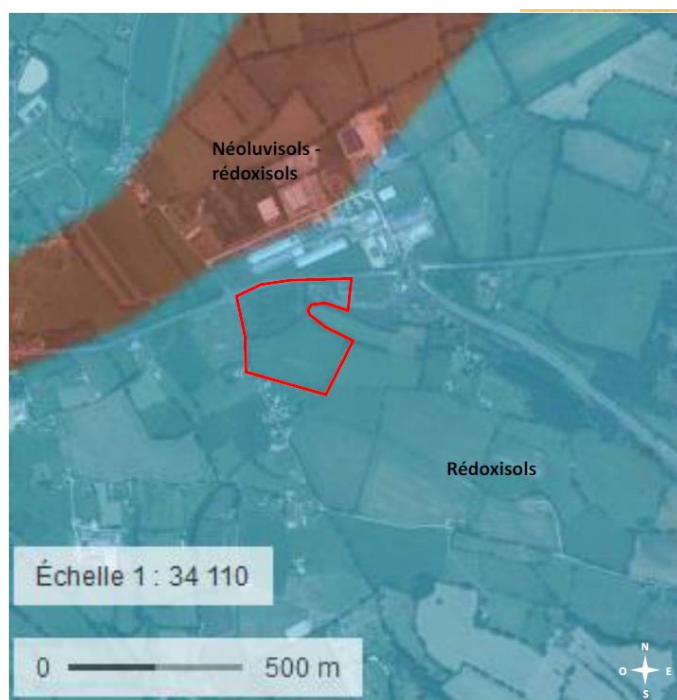 Néoluvisols -
rédoxisols
Rédoxisols
Échelle 1 : 34 110
0 500 m
N
O E
S